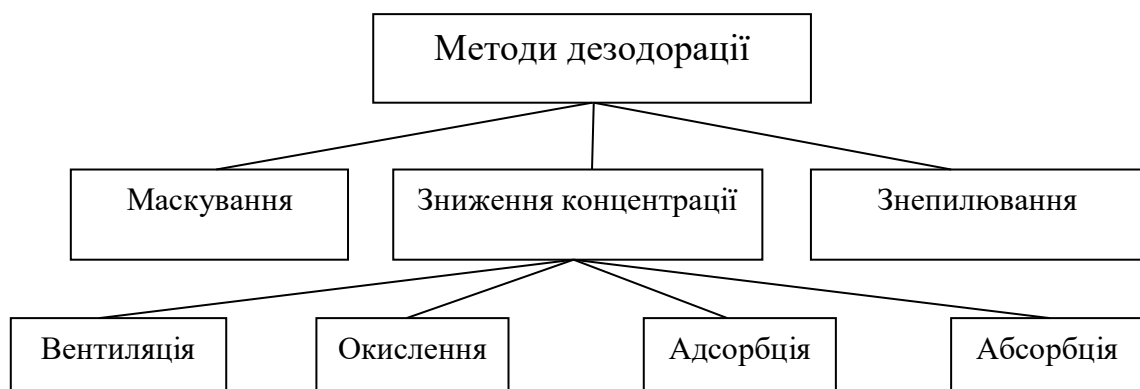 Методи дезодорації
Маскування
Зниження концентрації
Знепилювання
Вентиляція
Окислення
Адсорбція
Абсорбція